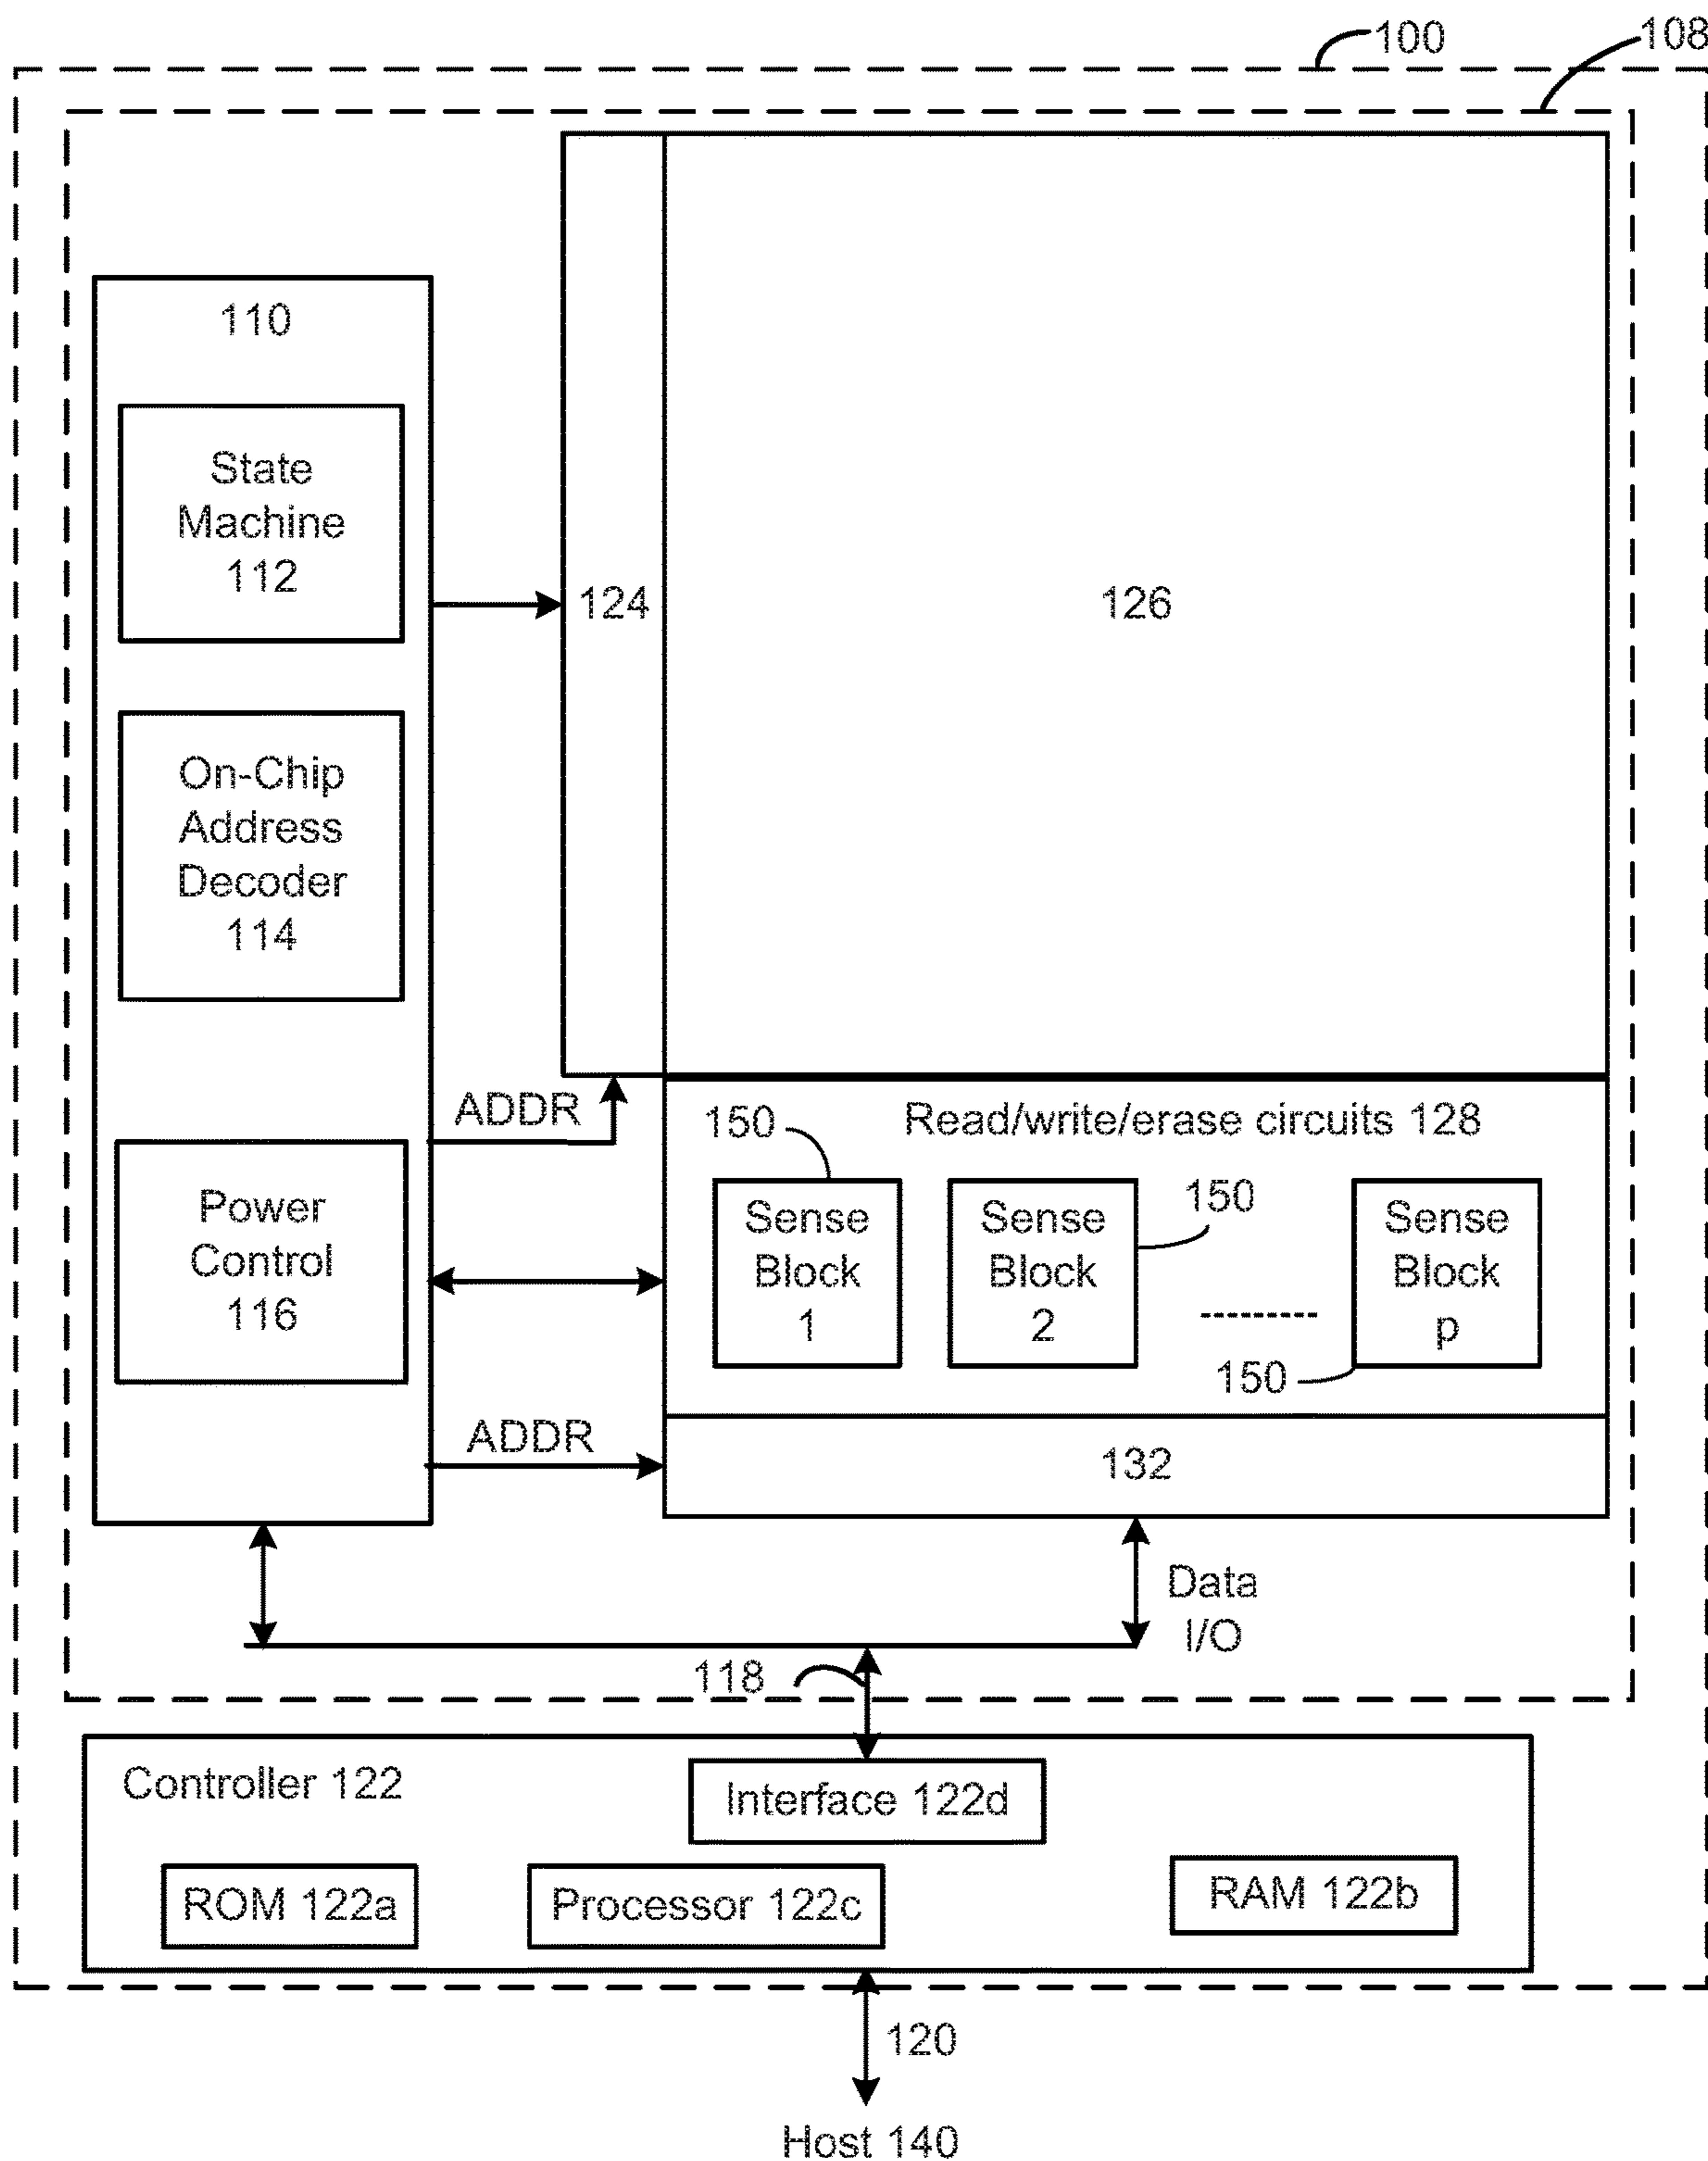 100
108
110
State
Machine
112
124
126
On-Chip
Address
Decoder
114
ADDR
150
Read/write/erase circuits 128
Power
Control
116
Sense
Block
1
Sense
Block
2
150
Sense
Block
p
150
ADDR
132
Data
I/O
118
Controller 122
Interface 122d
ROM 122a
Processor 122c
RAM 122b
120
Host 140